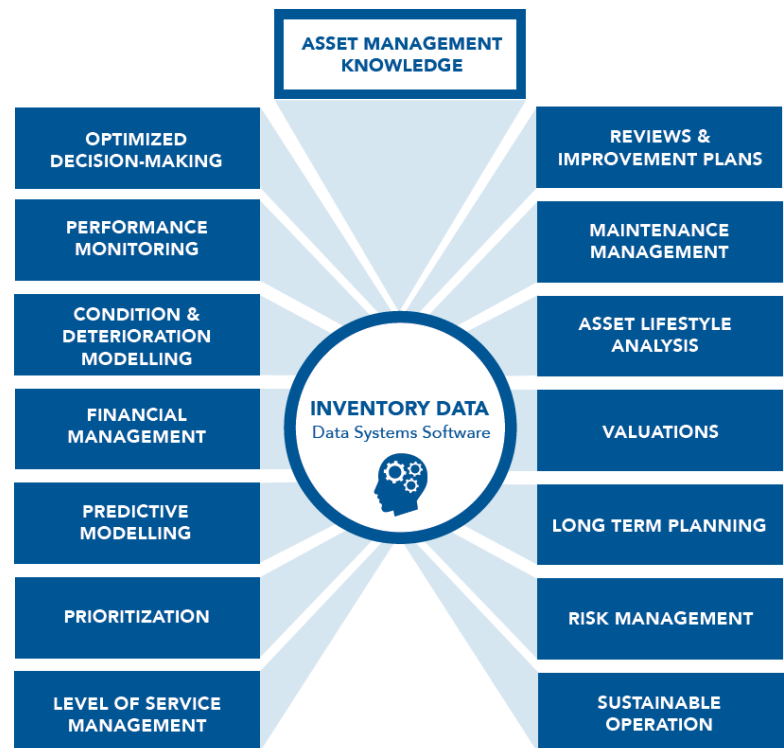 ASSET MANAGEMENT
KNOWLEDGE
OPTIMIZED
DECISION-MAKING
PERFORMANCE
MONITORING
CONDITION &
DETERIORATION
MODELLING
FINANCIAL
MANAGEMENT
PREDICTIVE
MODELLING
PRIORITIZATION
LEVEL OF SERVICE
MANAGEMENT
INVENTORY DATA
Data Systems Software
REVIEWS &
IMPROVEMENT PLANS
MAINTENANCE
MANAGEMENT
ASSET LIFESTYLE
ANALYSIS
VALUATIONS
LONG TERM PLANNING
RISK MANAGEMENT
SUSTAINABLE
OPERATION